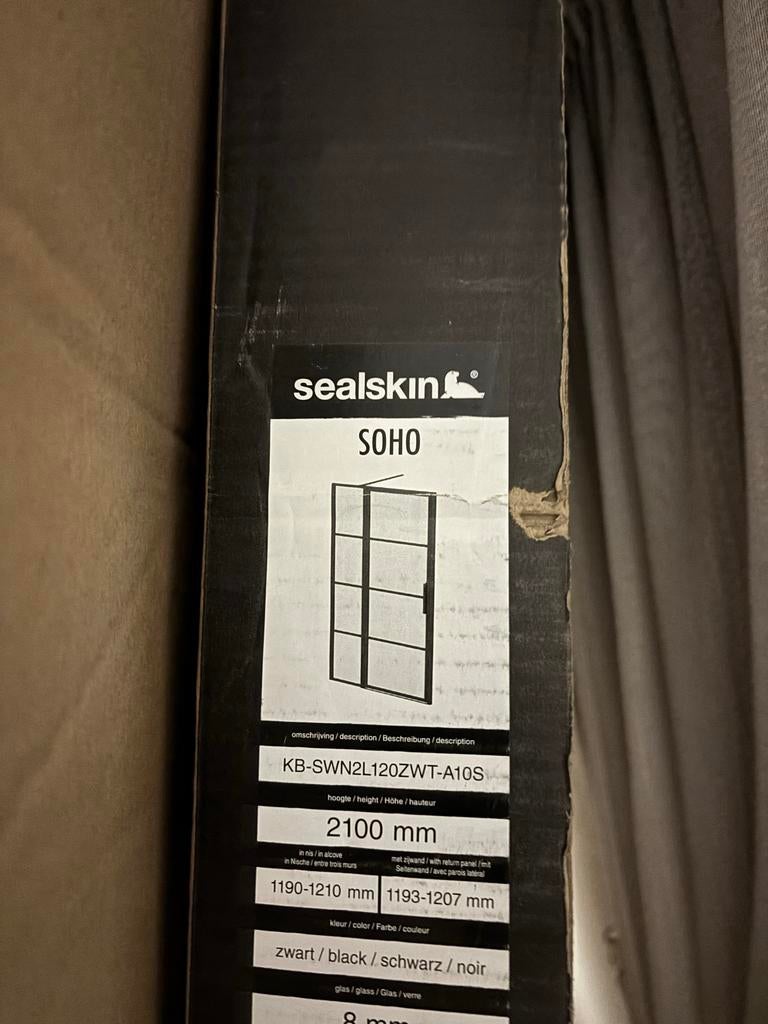 sealskin®
SOHO
omschrijving / description / Beschreibung / description
KB-SWN2L120ZWT-A10S
hoogte / height / Höhe / hauteur
2100 mm
in nis / in alcove
in Nische / entre trois murs
met zijwand / with return panel / mit
Seitenwand / avec parois latéral
1190-1210 mm
1193-1207 mm
kleur / color / Farbe / couleur
zwart / black / schwarz / noir
glas / glass / Glas / verre
8 mm